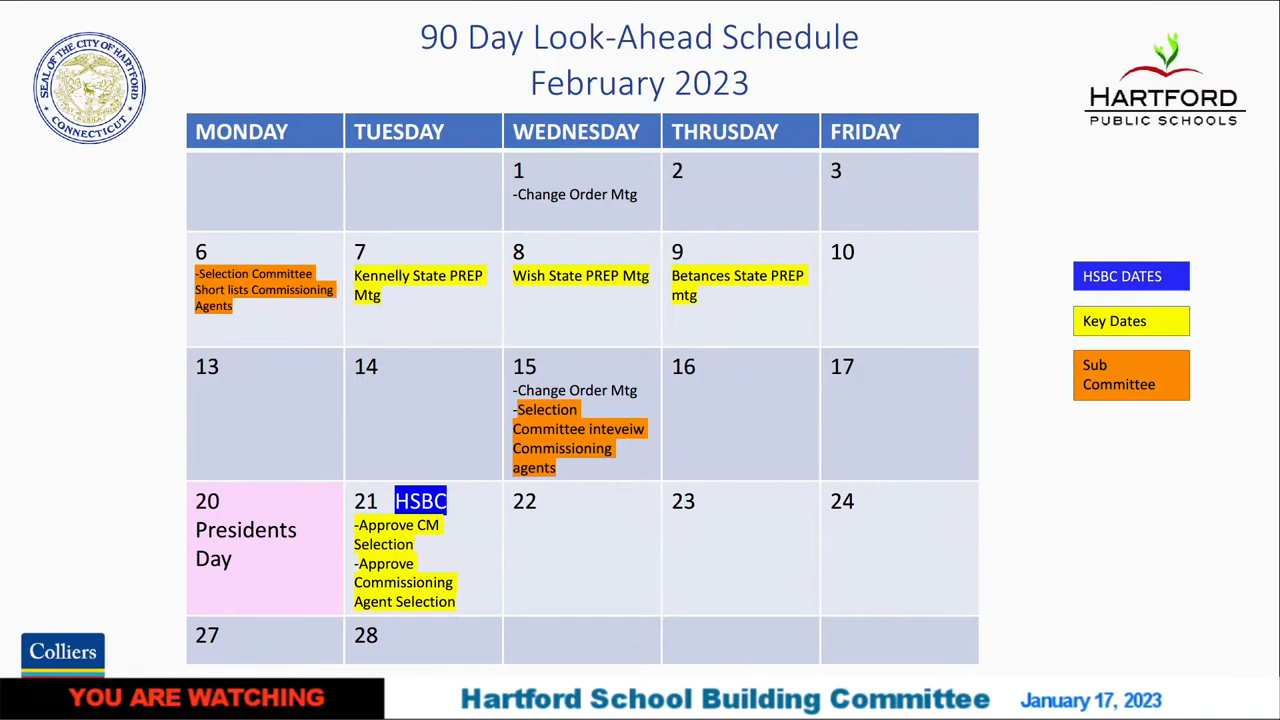 90 Day Look-Ahead Schedule
February 2023
SEAL OF THE CITY OF HARTFORD
CONNECTICUT
HARTFORD
PUBLIC SCHOOLS
MONDAY TUESDAY WEDNESDAY THRUSDAY FRIDAY
1
-Change Order Mtg
2
3
6
-Selection Committee
Short lists Commissioning
Agents
7
Kennelly State PREP
Mtg
8
Wish State PREP Mtg
9
Betances State PREP
mtg
10
13
14
15
-Change Order Mtg
-Selection
Committee inteveiw
Commissioning
agents
16
17
20
Presidents
Day
21 HSBC
-Approve CM
Selection
-Approve
Commissioning
Agent Selection
22
23
24
27
28
HSBC DATES
Key Dates
Sub
Committee
Colliers
YOU ARE WATCHING
Hartford School Building Committee
January 17, 2023